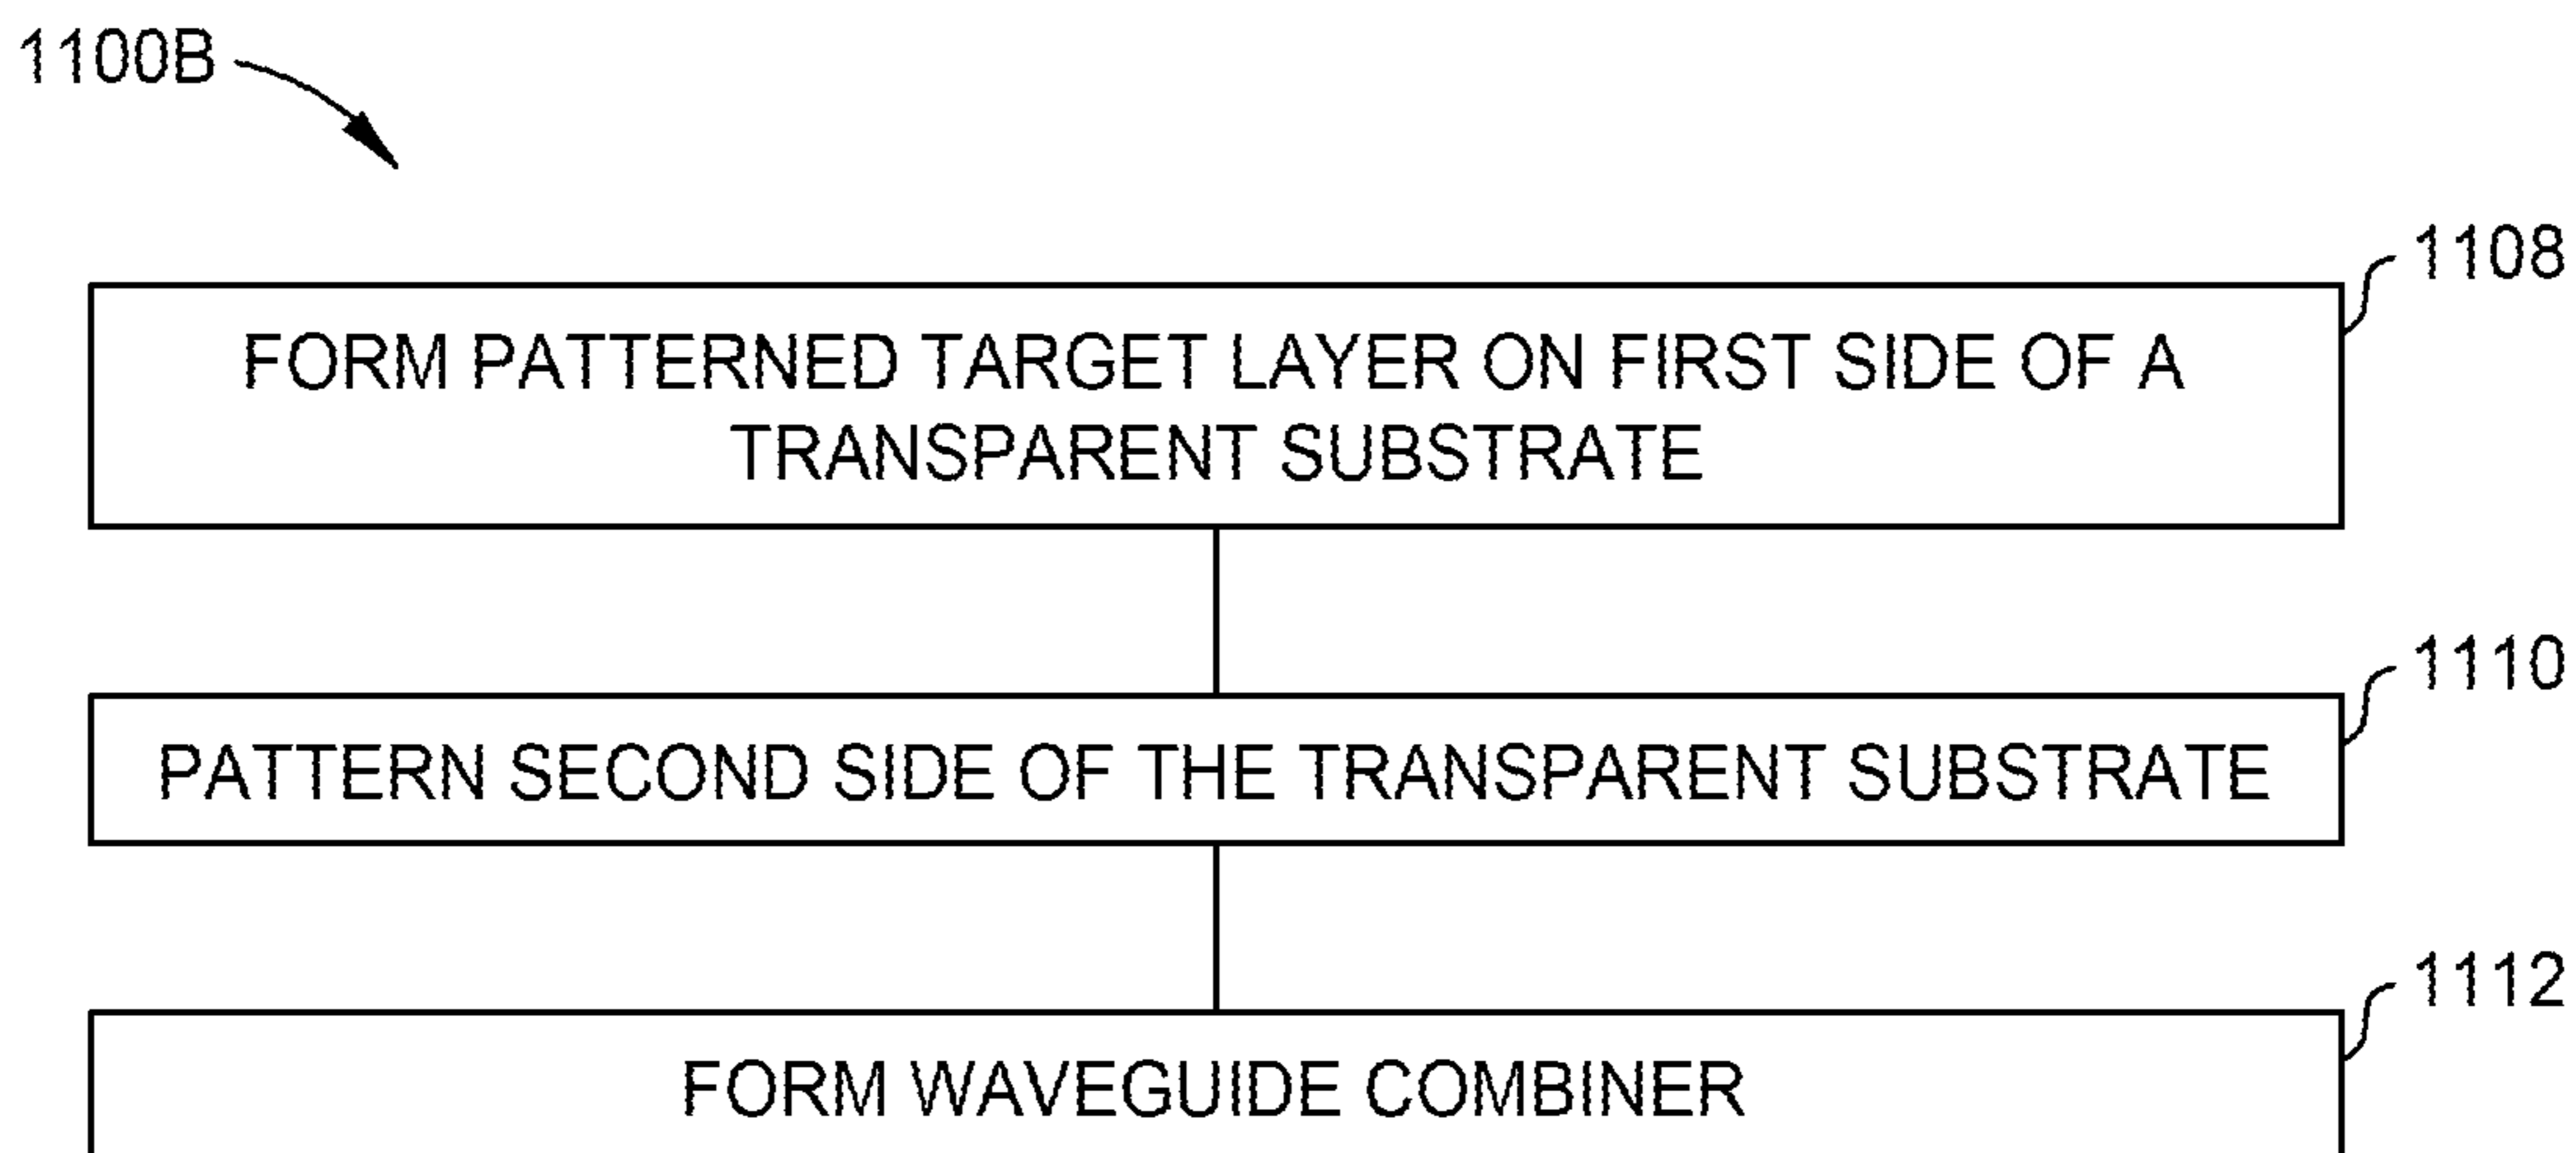 1100B
1108
FORM PATTERNED TARGET LAYER ON FIRST SIDE OF A
TRANSPARENT SUBSTRATE
1110
PATTERN SECOND SIDE OF THE TRANSPARENT SUBSTRATE
1112
FORM WAVEGUIDE COMBINER